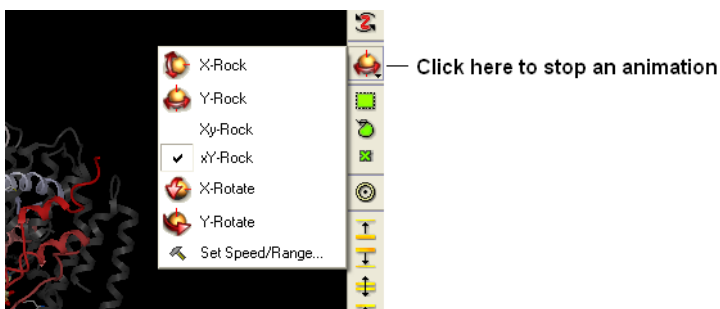 X-Rock
Click here to stop an animation
Y-Rock
Xy-Rock
xY-Rock
X-Rotate
Y-Rotate
Set Speed/Range...